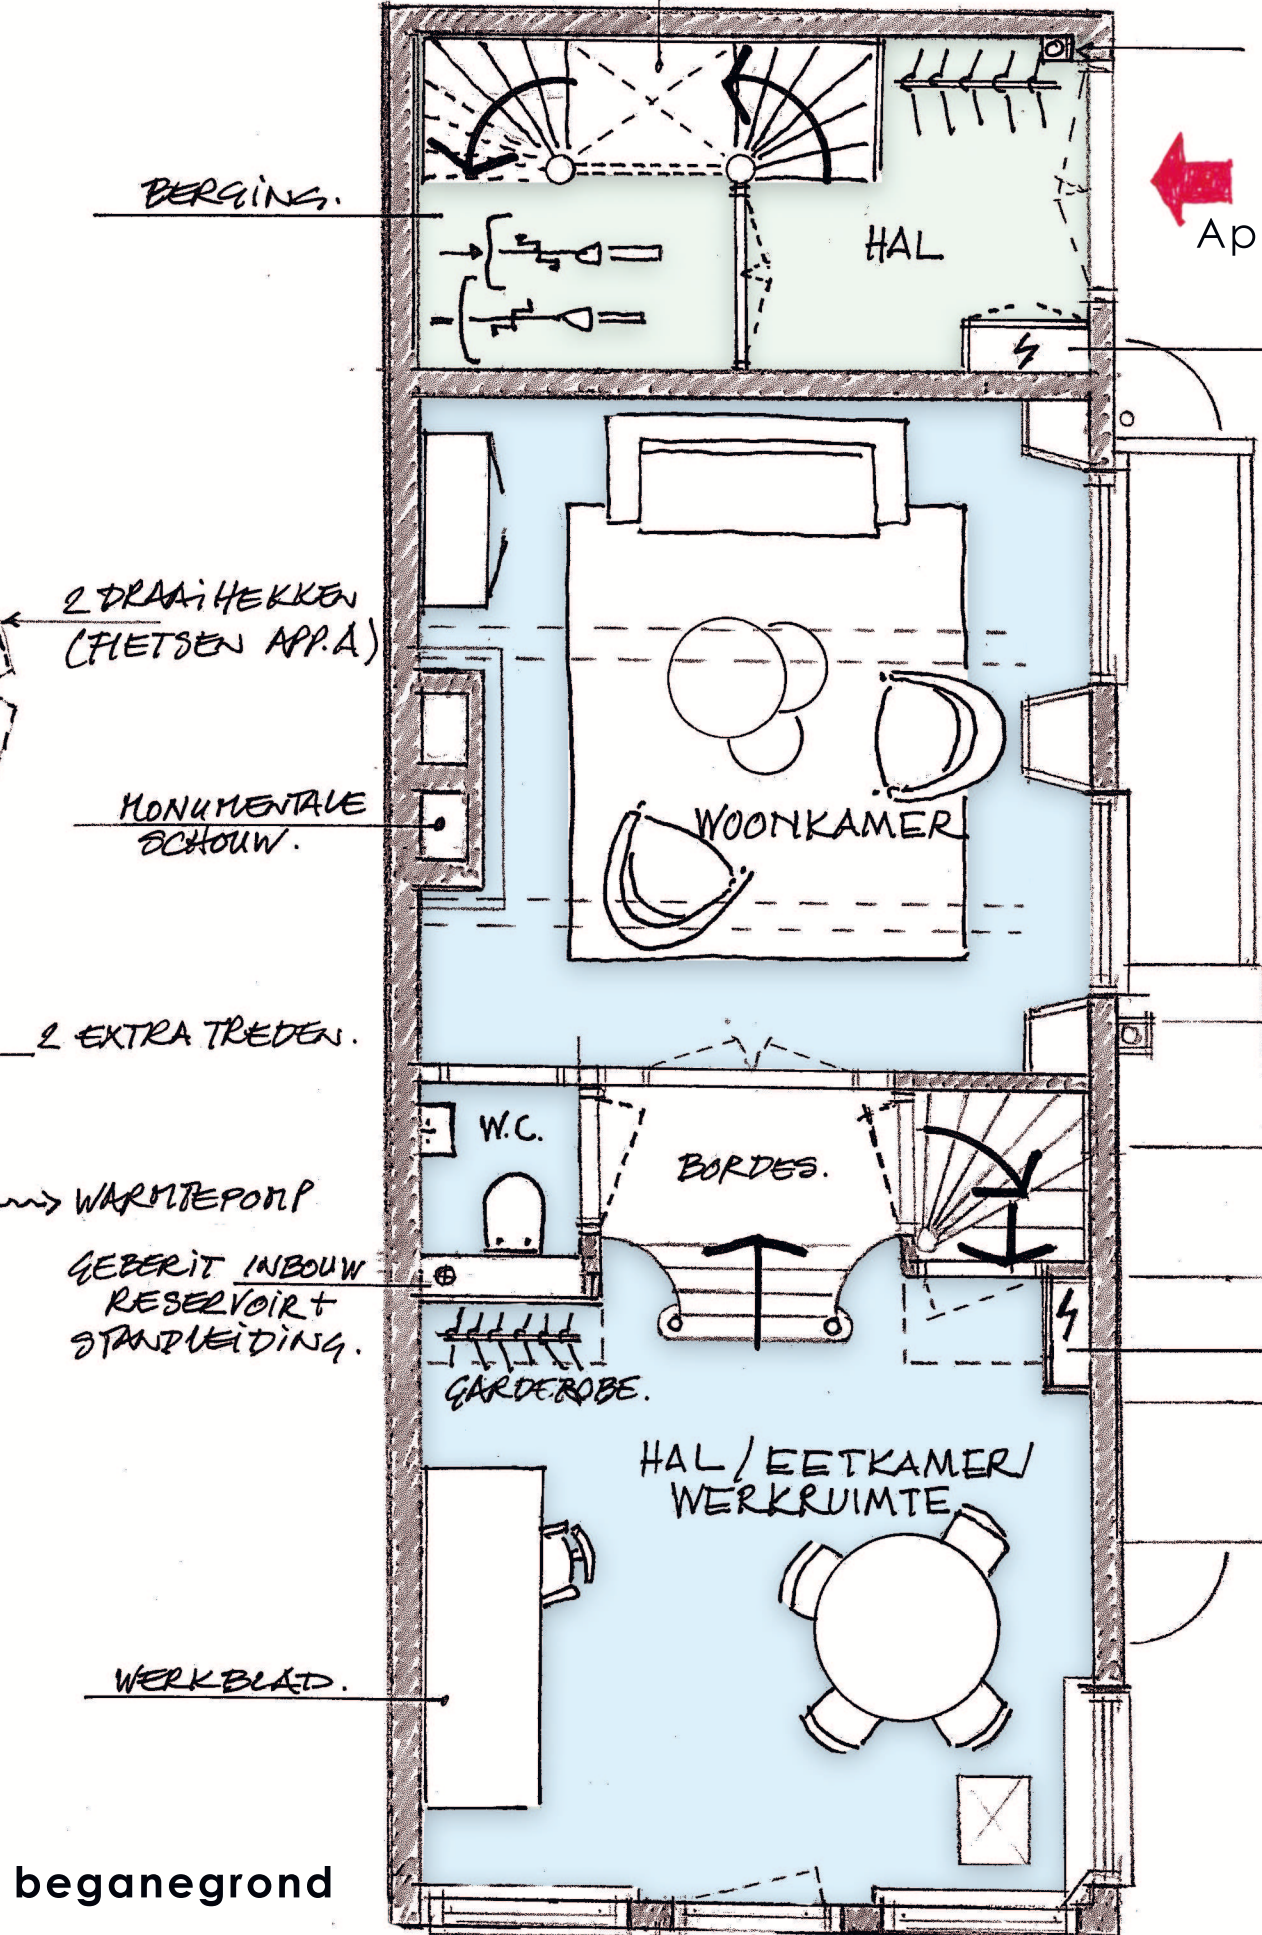 BERGING.
HAL
Ap
2 DRAAIHEKKEN
(FIETSEN APP. A)
MONUMENTALE
SCHOUW.
WOONKAMER
2 EXTRA TREDEN.
W.C.
BORDES.
WARMTEPOMP
GEBERIT INBOUW
RESERVOIR +
STANDLEIDING.
GARDEROBE.
HAL / EETKAMER /
WERKRUIMTE
WERKBLAD.
beganegrond